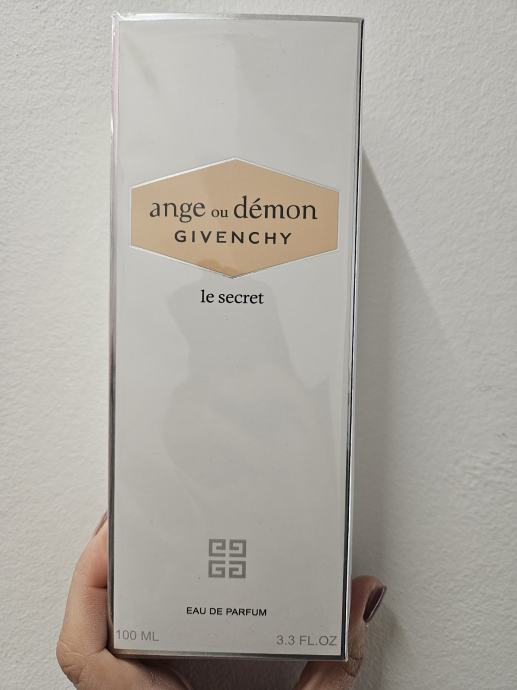 ange ou démon
GIVENCHY
le secret
EAU DE PARFUM
100 ML 3.3 FL.OZ